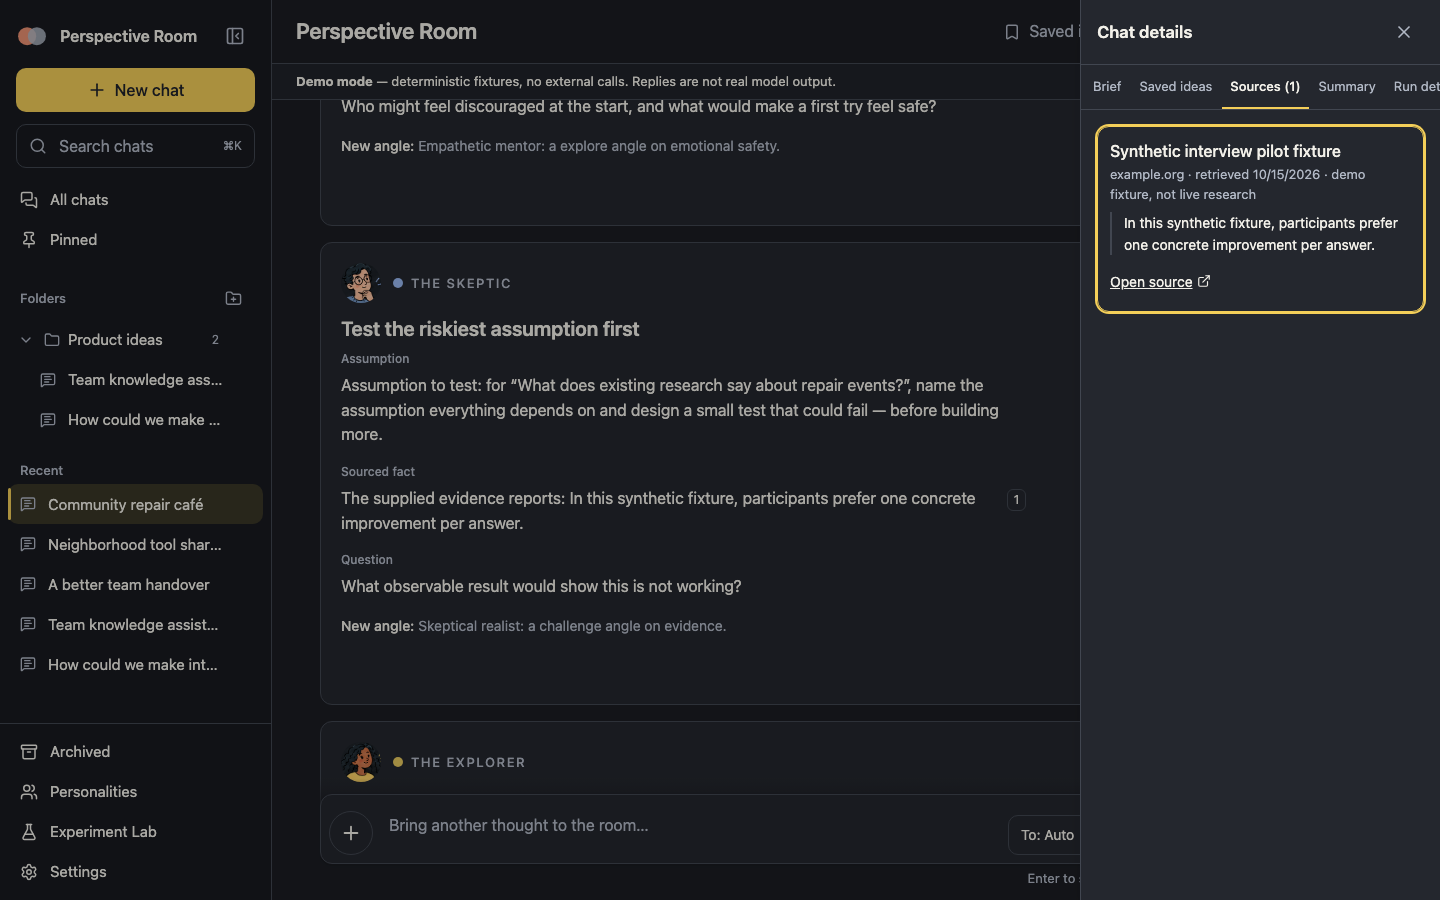 Perspective Room
New chat
Search chats ⌘K
All chats
Pinned
Folders
Product ideas 2
Team knowledge ass...
How could we make ...
Recent
Community repair café
Neighborhood tool shar...
A better team handover
Team knowledge assist...
How could we make int...
Archived
Personalities
Experiment Lab
Settings
Perspective Room
Saved i
Demo mode — deterministic fixtures, no external calls. Replies are not real model output.
Who might feel discouraged at the start, and what would make a first try feel safe?
New angle: Empathetic mentor: a explore angle on emotional safety.
THE SKEPTIC
Test the riskiest assumption first
Assumption
Assumption to test: for “What does existing research say about repair events?”, name the
assumption everything depends on and design a small test that could fail — before building
more.
Sourced fact
The supplied evidence reports: In this synthetic fixture, participants prefer one concrete 1
improvement per answer.
Question
What observable result would show this is not working?
New angle: Skeptical realist: a challenge angle on evidence.
THE EXPLORER
Bring another thought to the room...
To: Auto
Enter to
Chat details
Brief Saved ideas Sources (1) Summary Run det
Synthetic interview pilot fixture
example.org · retrieved 10/15/2026 · demo
fixture, not live research
In this synthetic fixture, participants prefer
one concrete improvement per answer.
Open source